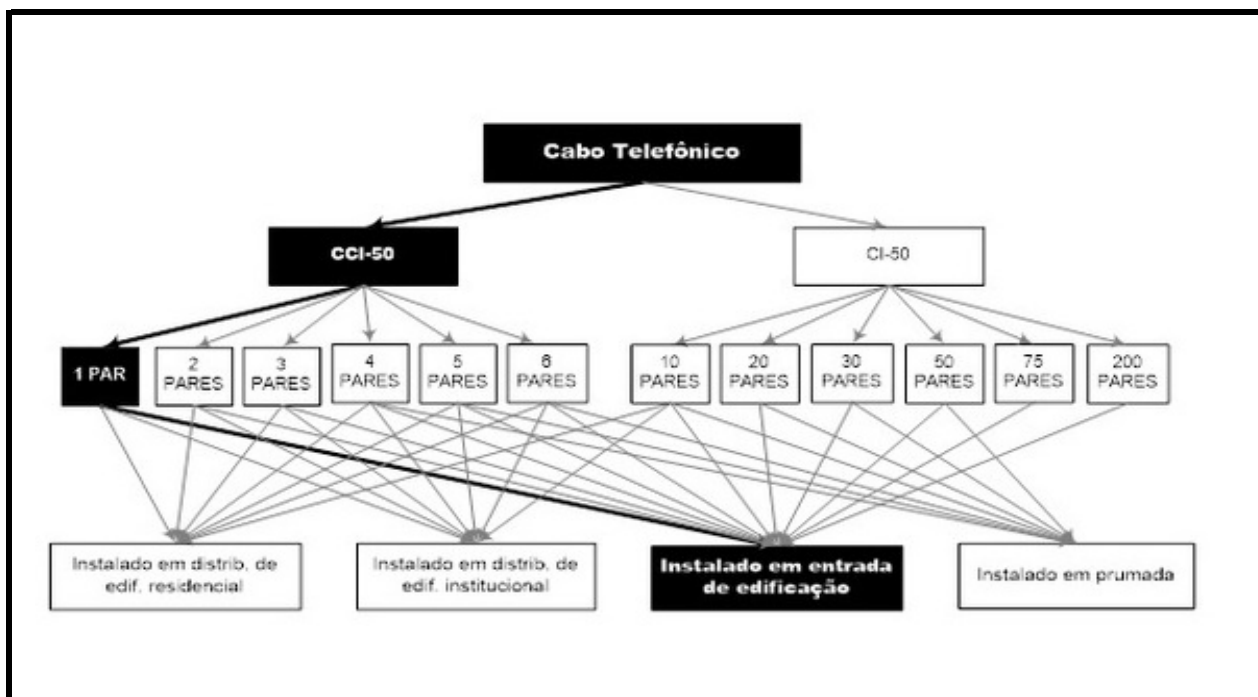 Cabo Telefônico
CCI-50
CI-50
1 PAR
2
PARES
3
PARES
4
PARES
5
PARES
6
PARES
10
PARES
20
PARES
30
PARES
50
PARES
75
PARES
200
PARES
Instalado em distrib. de
edif. residencial
Instalado em distrib. de
edif. institucional
Instalado em entrada
de edificação
Instalado em prumada